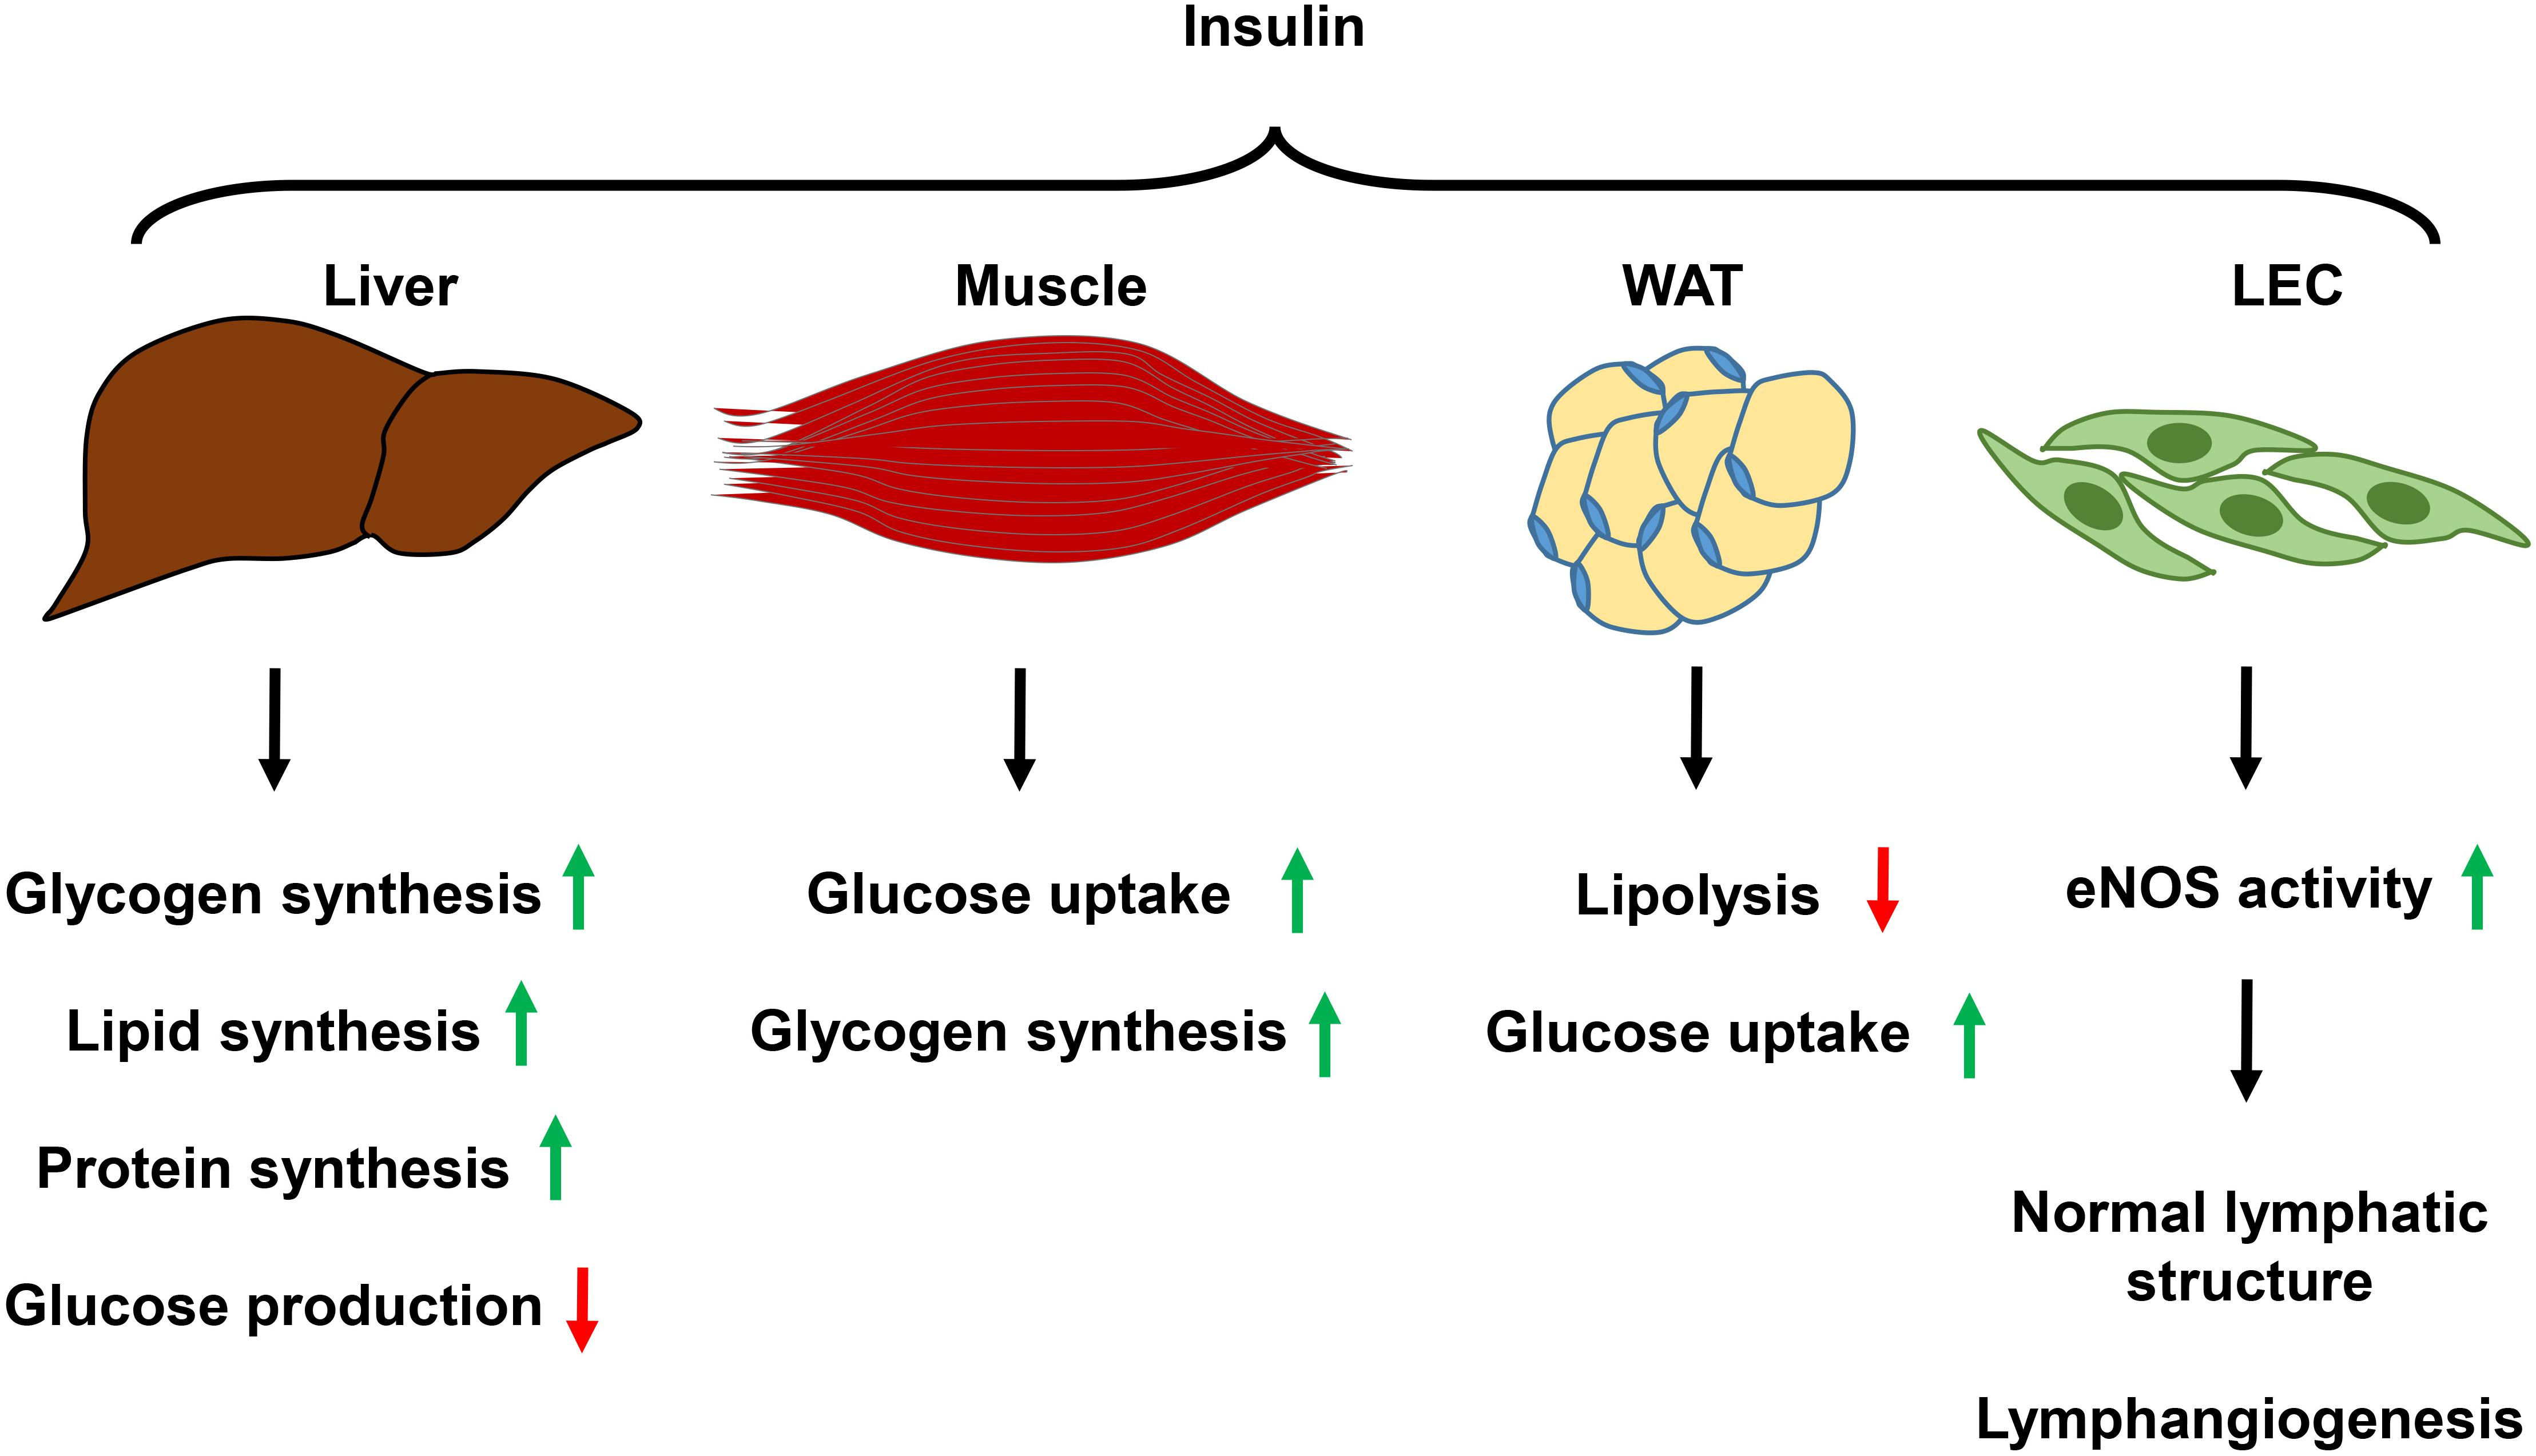 Insulin
Liver
Muscle
WAT
LEC
Glycogen synthesis
Lipid synthesis
Protein synthesis
Glucose production
Glucose uptake
Glycogen synthesis
Lipolysis
Glucose uptake
eNOS activity
Normal lymphatic
structure
Lymphangiogenesis